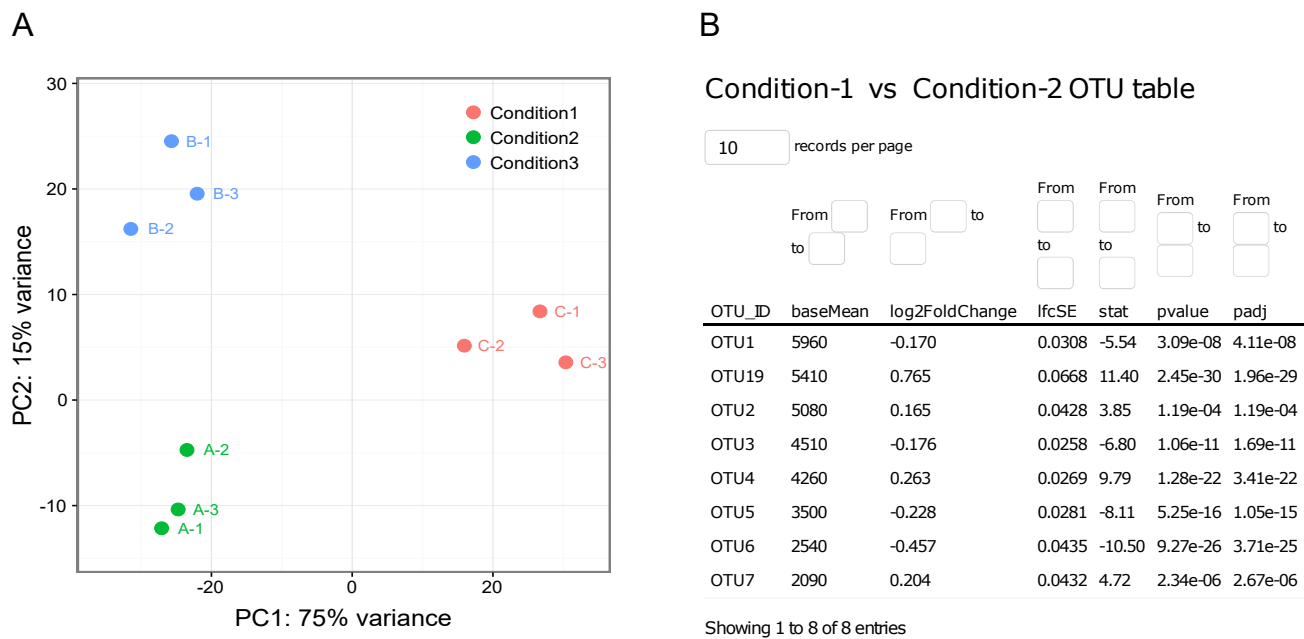 A
30
20
10
0
-10
-20
0
20
PC2: 15% variance
PC1: 75% variance
Condition1
Condition2
Condition3
B-1
B-3
B-2
C-1
C-2
C-3
A-2
A-3
A-1
B
Condition-1 vs Condition-2 OTU table
10 records per page
From to
From to
From to
From to
From to
From to
OTU_ID baseMean log2FoldChange lfcSE stat pvalue padj
OTU1 5960 -0.170 0.0308 -5.54 3.09e-08 4.11e-08
OTU19 5410 0.765 0.0668 11.40 2.45e-30 1.96e-29
OTU2 5080 0.165 0.0428 3.85 1.19e-04 1.19e-04
OTU3 4510 -0.176 0.0258 -6.80 1.06e-11 1.69e-11
OTU4 4260 0.263 0.0269 9.79 1.28e-22 3.41e-22
OTU5 3500 -0.228 0.0281 -8.11 5.25e-16 1.05e-15
OTU6 2540 -0.457 0.0435 -10.50 9.27e-26 3.71e-25
OTU7 2090 0.204 0.0432 4.72 2.34e-06 2.67e-06
Showing 1 to 8 of 8 entries